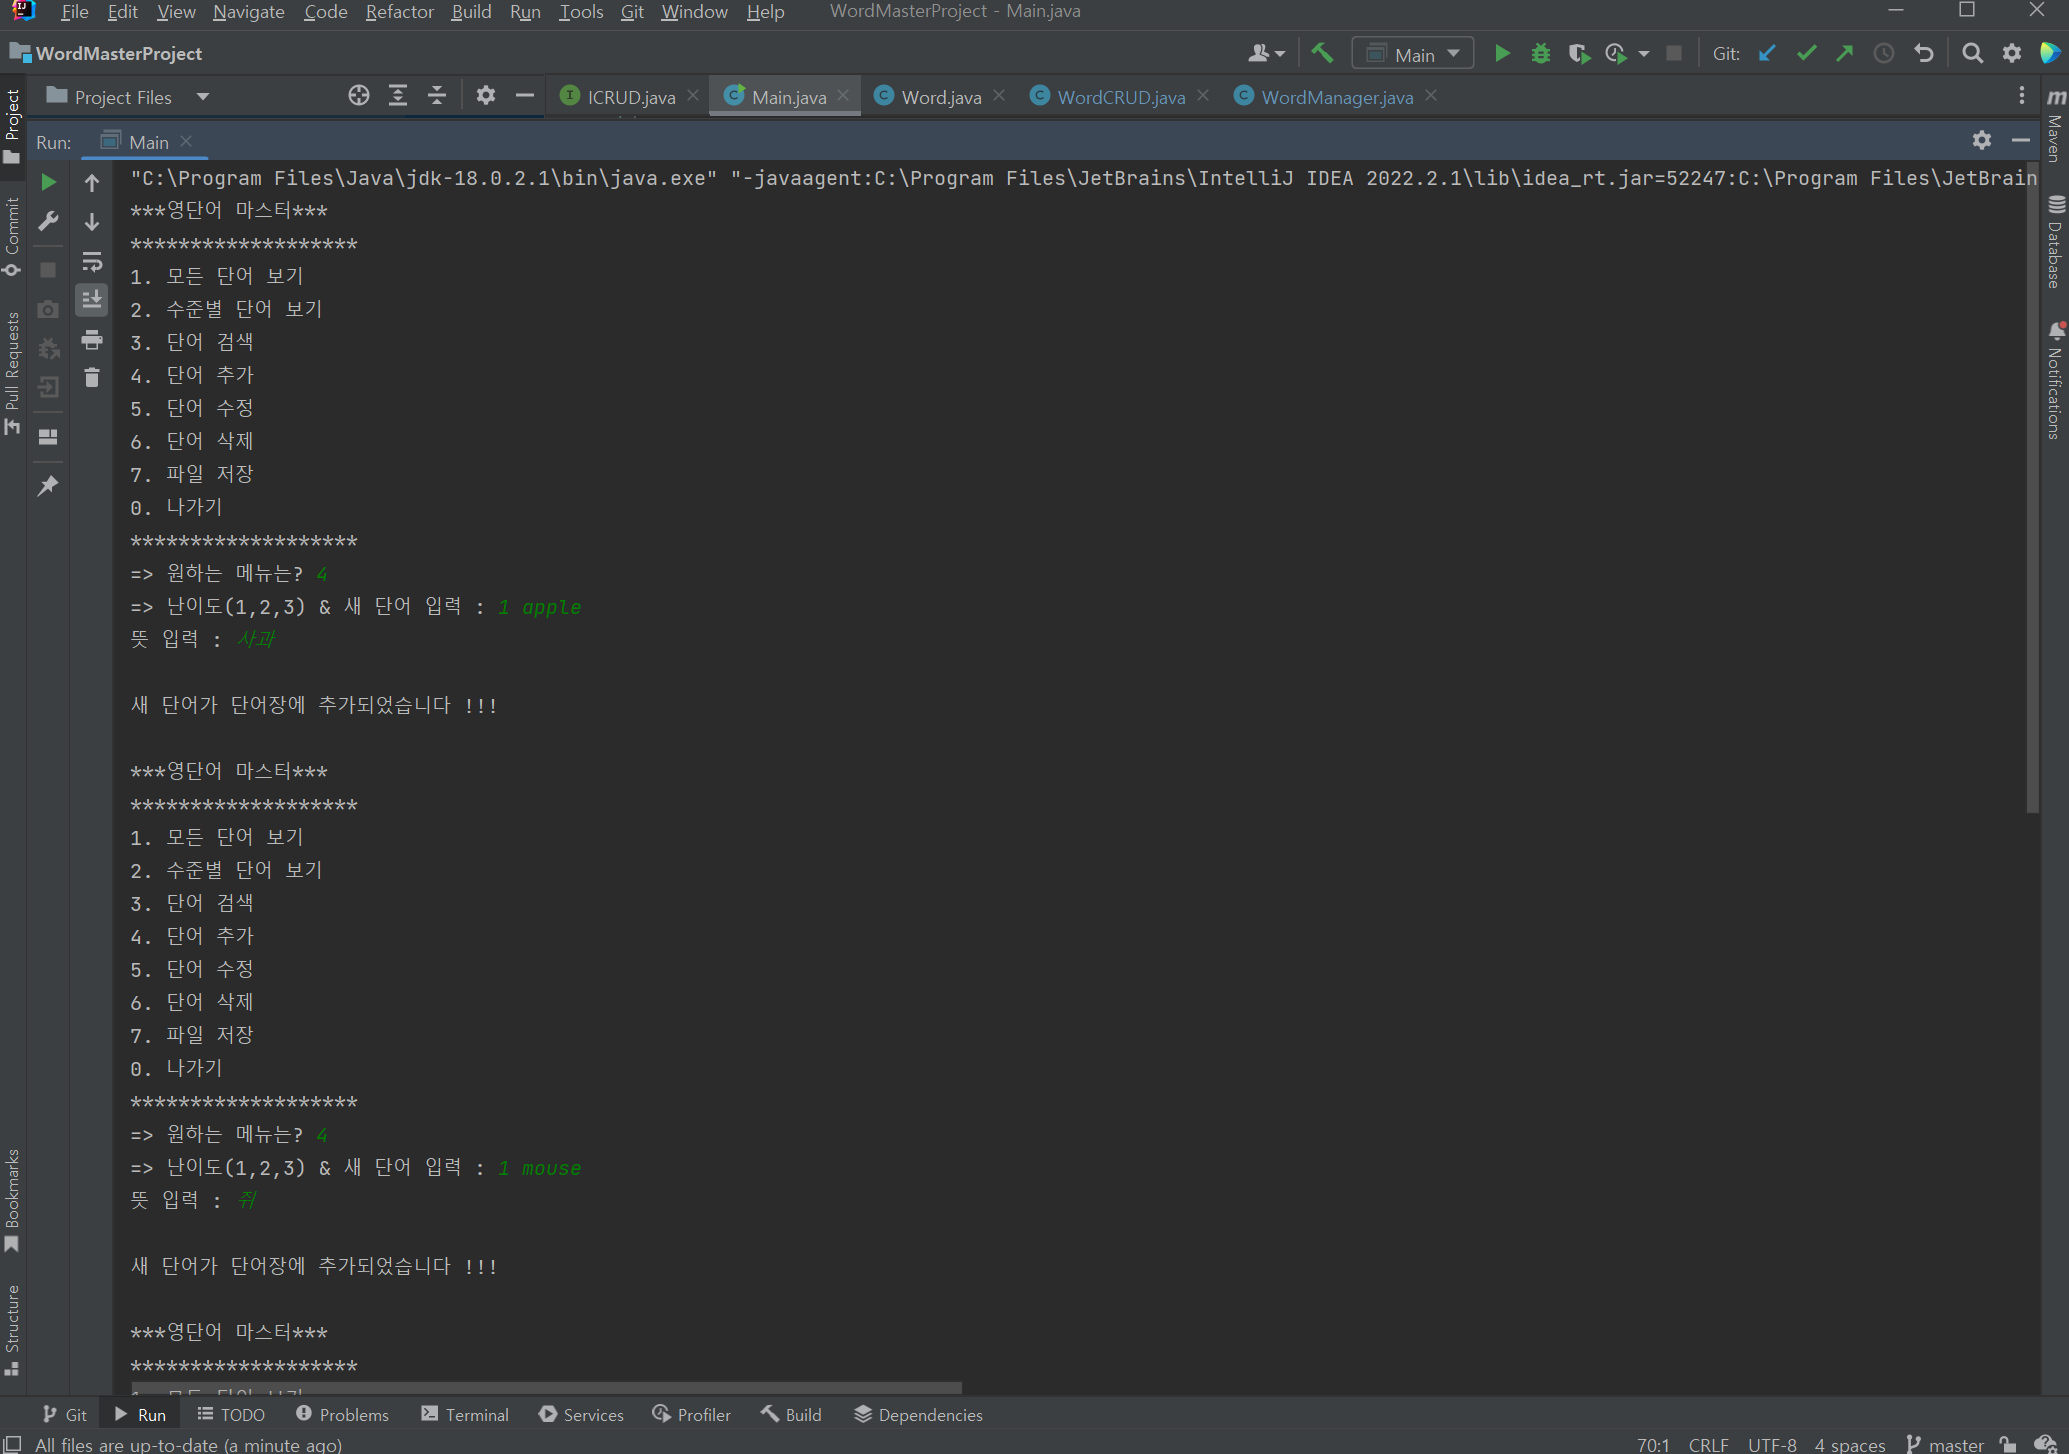 File Edit View Navigate Code Refactor Build Run Tools Git Window Help WordMasterProject - Main.java
WordMasterProject
Main
Git:
Project Files
ICRUD.java
Main.java
Word.java
WordCRUD.java
WordManager.java
Run: Main
"C:\Program Files\Java\jdk-18.0.2.1\bin\java.exe" "-javaagent:C:\Program Files\JetBrains\IntelliJ IDEA 2022.2.1\lib\idea_rt.jar=52247:C:\Program Files\JetBrain
***영단어 마스터***
*******************
1. 모든 단어 보기
2. 수준별 단어 보기
3. 단어 검색
4. 단어 추가
5. 단어 수정
6. 단어 삭제
7. 파일 저장
0. 나가기
*******************
=> 원하는 메뉴는? 4
=> 난이도(1,2,3) & 새 단어 입력 : 1 apple
뜻 입력 : 사과
새 단어가 단어장에 추가되었습니다 !!!
***영단어 마스터***
*******************
1. 모든 단어 보기
2. 수준별 단어 보기
3. 단어 검색
4. 단어 추가
5. 단어 수정
6. 단어 삭제
7. 파일 저장
0. 나가기
*******************
=> 원하는 메뉴는? 4
=> 난이도(1,2,3) & 새 단어 입력 : 1 mouse
뜻 입력 : 쥐
새 단어가 단어장에 추가되었습니다 !!!
***영단어 마스터***
*******************
Project
Commit
Pull Requests
Bookmarks
Structure
Maven
Database
Notifications
Git Run TODO Problems Terminal Services Profiler Build Dependencies
All files are up-to-date (a minute ago) 70:1 CRLF UTF-8 4 spaces master